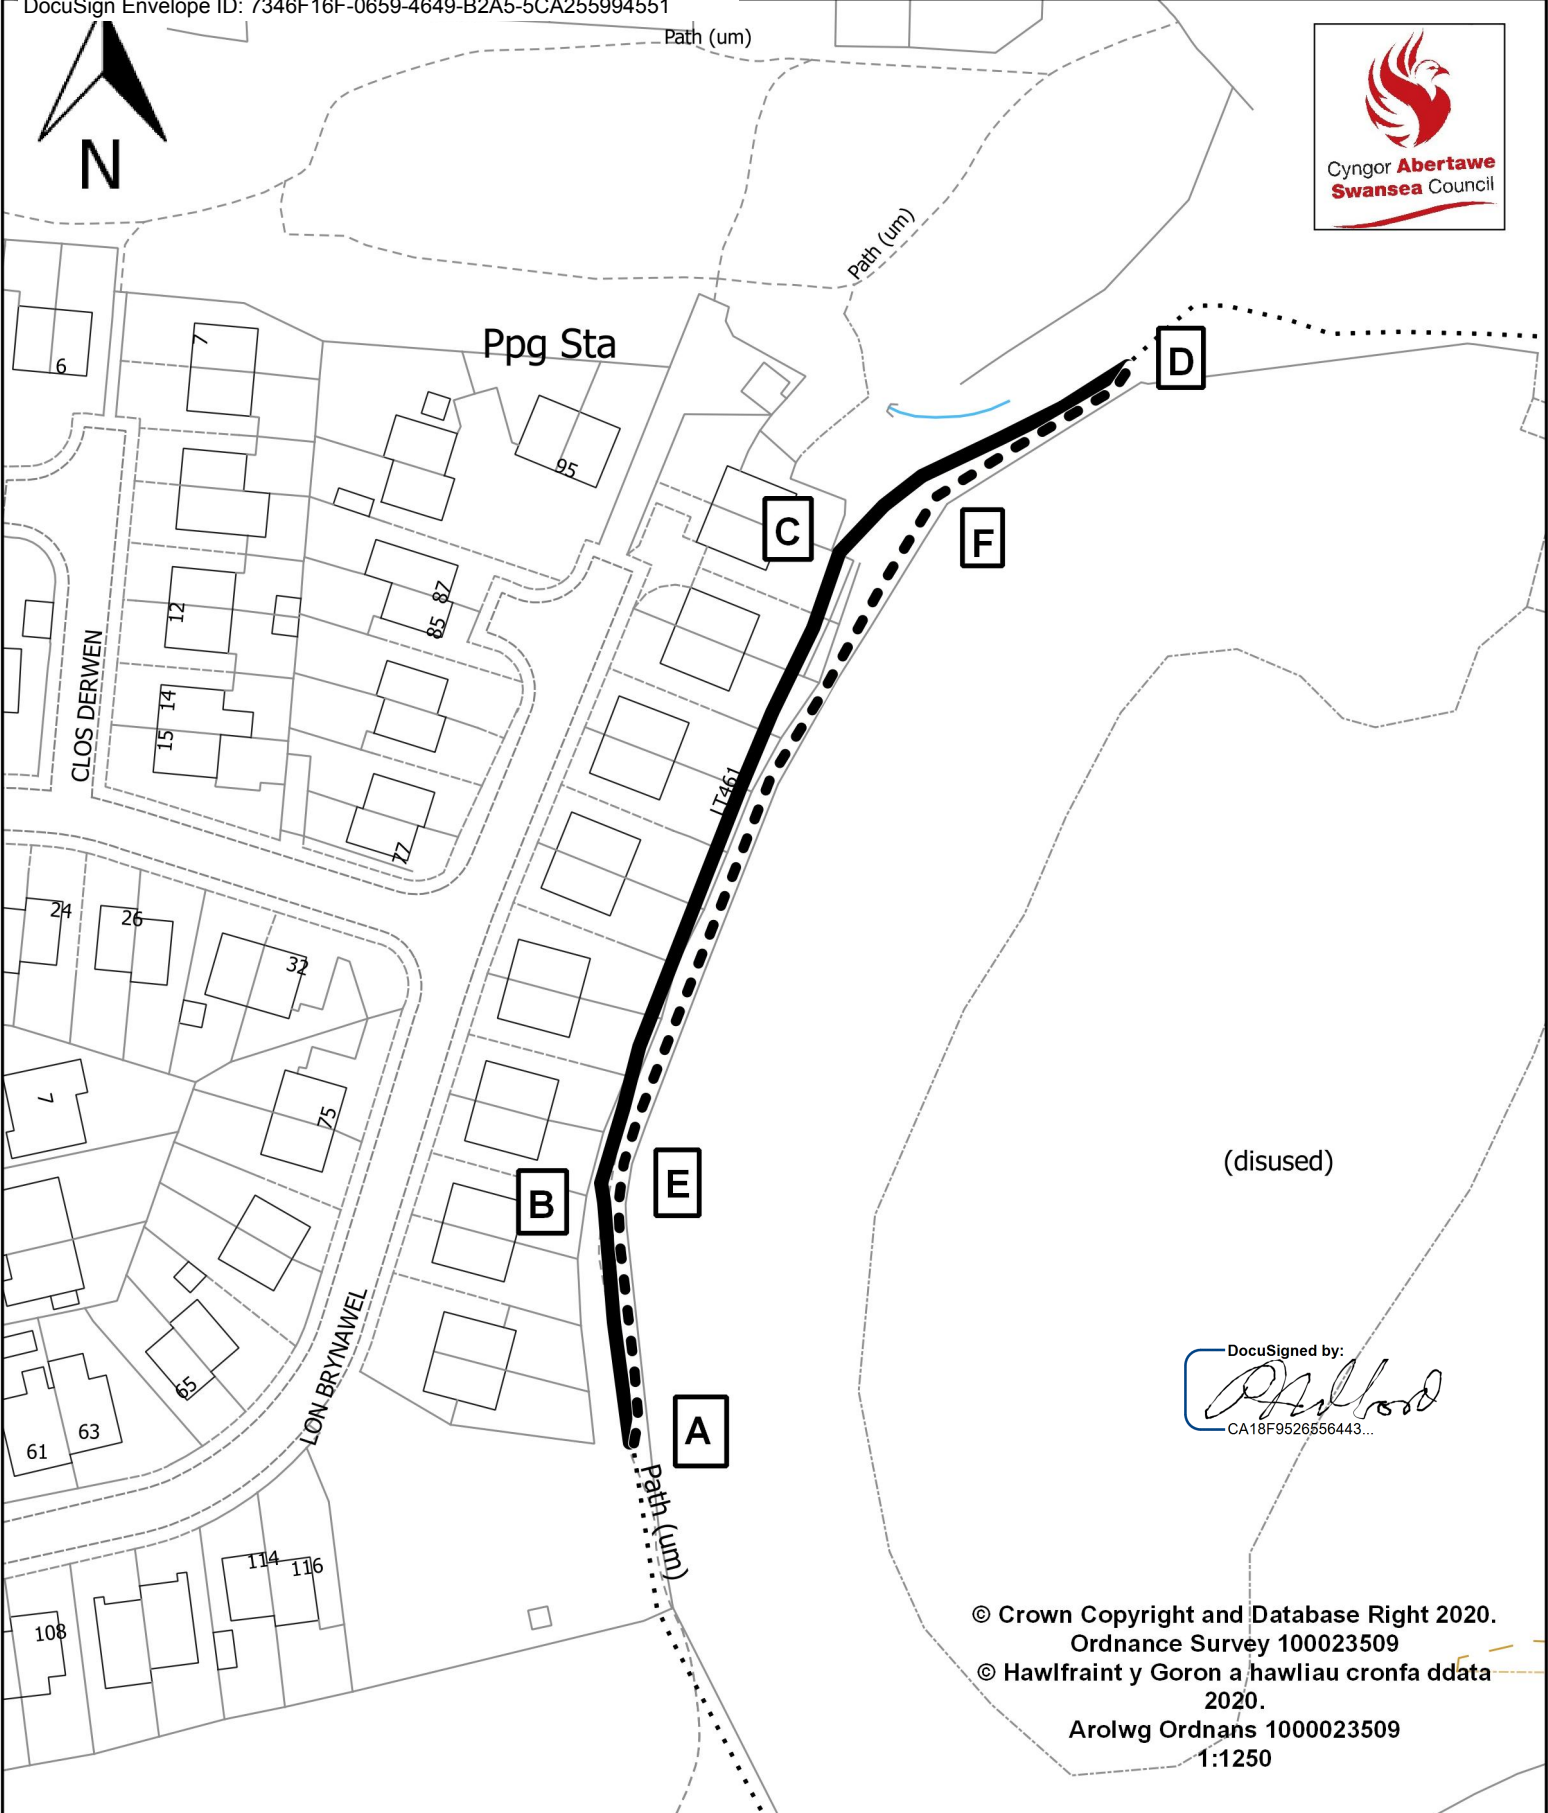 DocuSign Envelope ID: 7346F16F-0659-4649-B2A5-5CA255994551
Path (um)
N
Cyngor Abertawe
Swansea Council
Path (um)
Ppg Sta
D
6
7
95
C
F
87
85
12
CLOS DERWEN
14
15
LT461
77
24
26
32
7
75
B
E
(disused)
LON BRYNAWEL
65
63
61
A
DocuSigned by:
CA18F9526556443...
Path (um)
114
116
108
© Crown Copyright and Database Right 2020.
Ordnance Survey 100023509
© Hawlfraint y Goron a hawliau cronfa ddata
2020.
Arolwg Ordnans 1000023509
1:1250